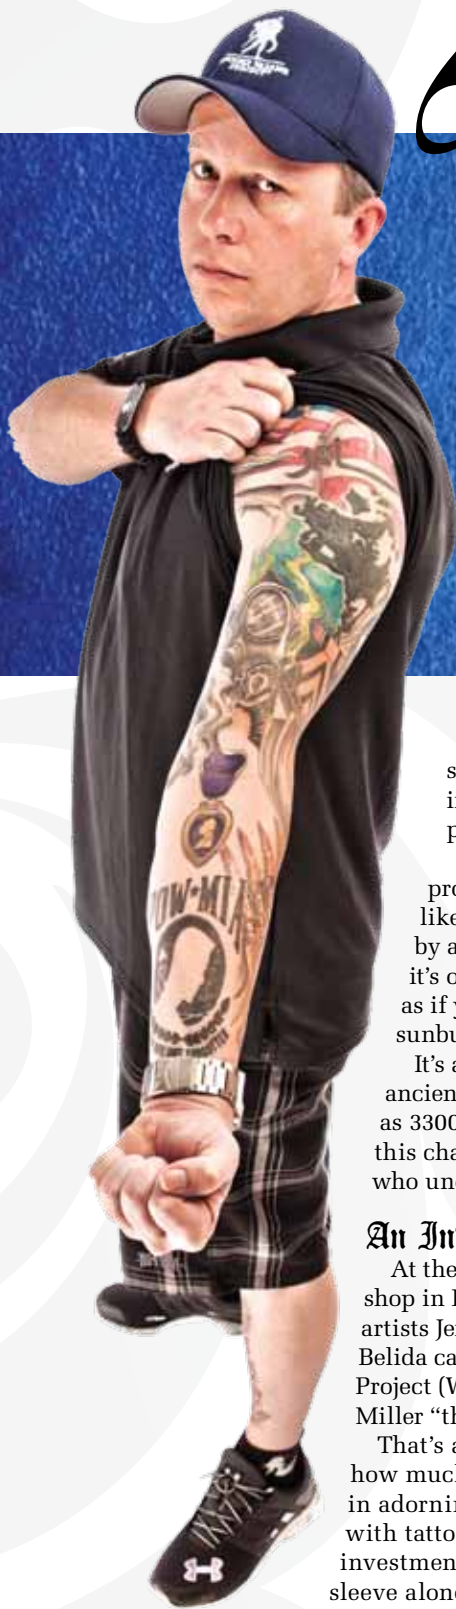 POW★MIA
s
i
p
pro
like
by a
it's o
as if y
sunbu
It's a
ancien
as 3300
this cha
who un
An In
At the
shop in
artists Je
Belida ca
Project (W
Miller “th
That's a
how much
in adornin
with tatto
investmen
sleeve alon